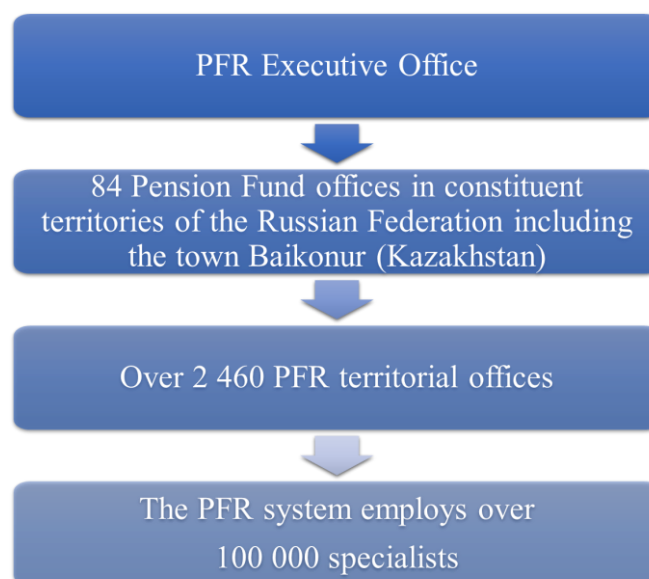 PFR Executive Office
84 Pension Fund offices in constituent
territories of the Russian Federation including
the town Baikonur (Kazakhstan)
Over 2 460 PFR territorial offices
The PFR system employs over
100 000 specialists